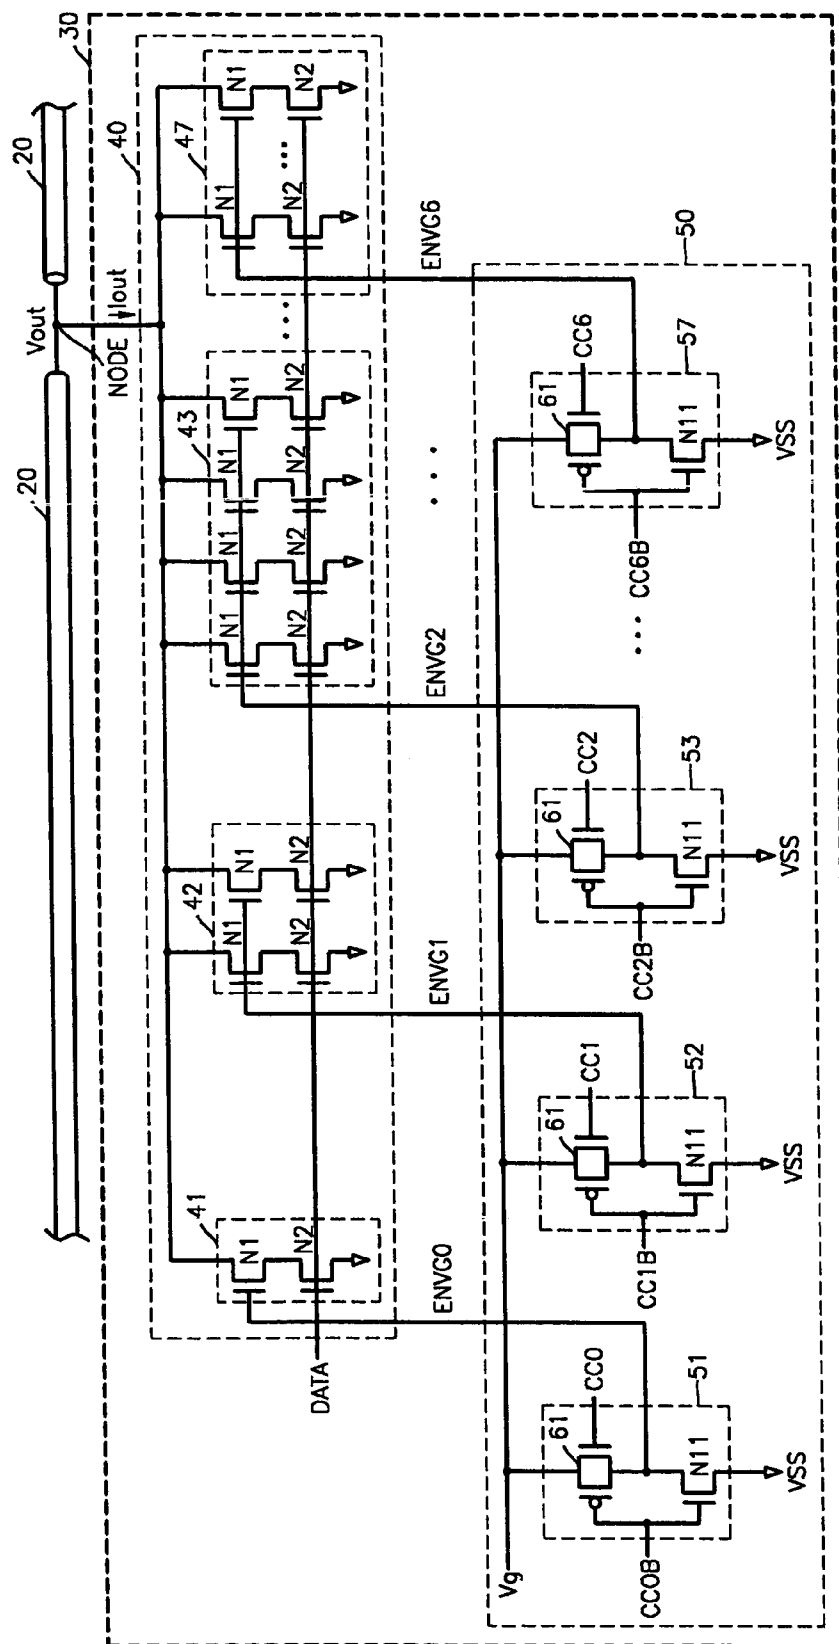 20
20
30
Vout
NODE
Iout
40
41
N1
N2
42
N1
N1
N2
N2
43
N1
N1
N1
N1
N2
N2
N2
N2
...
47
N1
N1
N2
N2
...
DATA
ENVG0
ENVG1
ENVG2
...
ENVG6
50
Vg
61
CC0
51
N11
CC0B
VSS
61
CC1
52
N11
CC1B
VSS
61
CC2
53
N11
CC2B
VSS
...
61
CC6
57
N11
CC6B
VSS